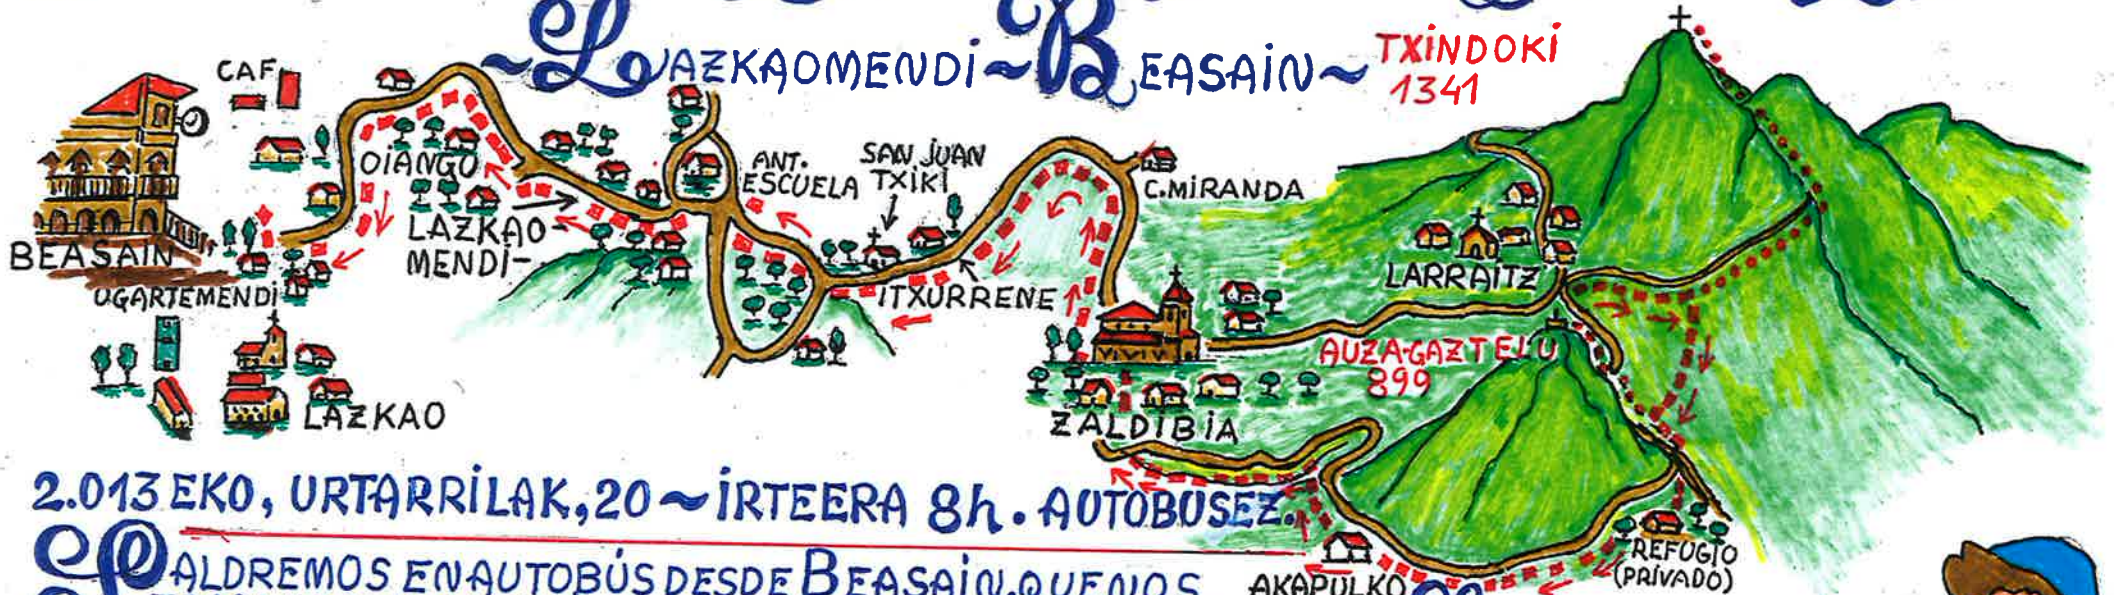 ~LAZKAOMENDI~BEASAIN~
TXINDOKI
1341
CAF
OIANGO
ANT.
ESCUELA
SAN JUAN
TXIKI
C.MIRANDA
LAZKAO-
MENDI-
BEASAIN
UGARTEMENDI
ITXURRENE
LARRAITZ
AUZA-GAZTELU
899
LAZKAO
ZALDIBIA
2.013 EKO, URTARRILAK, 20 ~ IRTEERA 8h. AUTOBUSEZ.
SALDREMOS EN AUTOBÚS DESDE BEASAIN, QUE NOS
AKAPULKO
REFUGIO
(PRIVADO)